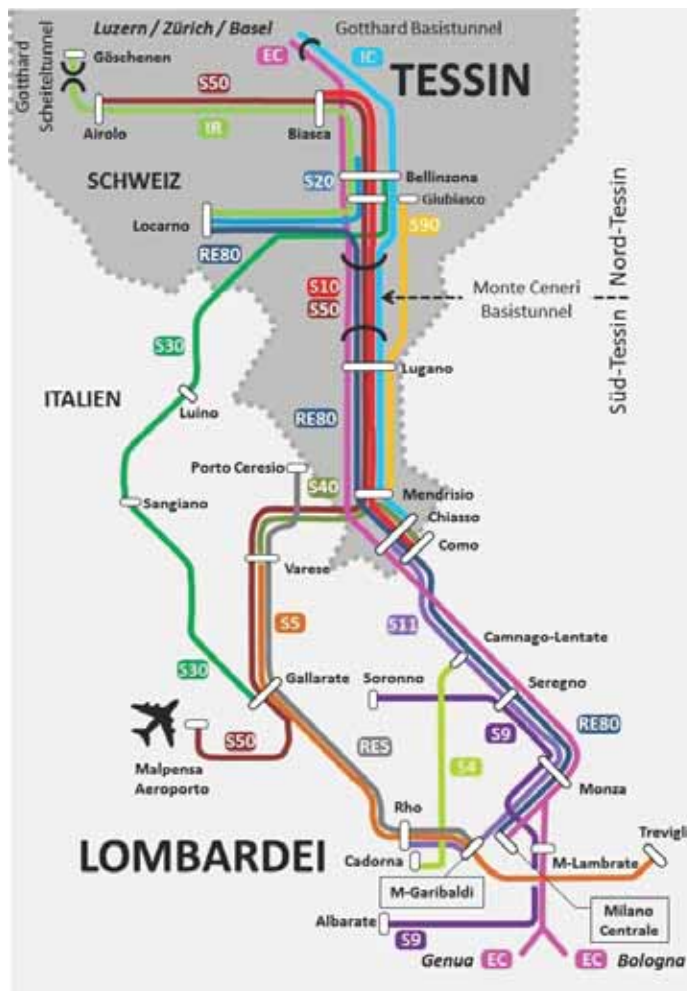 Luzern / Zürich / Basel
Gotthard Basistunnel
Gotthard
Scheiteltunnel
Göschenen
EC
IC
TESSIN
S50
Airolo
IR
Biasca
SCHWEIZ
S20
Bellinzona
Giubiasco
Locarno
RE80
S90
Nord-Tessin
S10
S50
Monte Ceneri
Basistunnel
Süd-Tessin
S30
ITALIEN
Luino
Lugano
RE80
Porto Ceresio
S40
Mendrisio
Sangiano
Chiasso
Como
Varese
S5
S11
Camnago-Lentate
S30
Gallarate
Soronno
Seregno
S9
RE80
S50
RE5
S4
Malpensa
Aeroporto
Monza
Rho
LOMBARDEI
Cadorna
M-Lambrate
Trevigli
M-Garibaldi
Milano
Centrale
Albarate
S9
Genua
EC
EC
Bologna